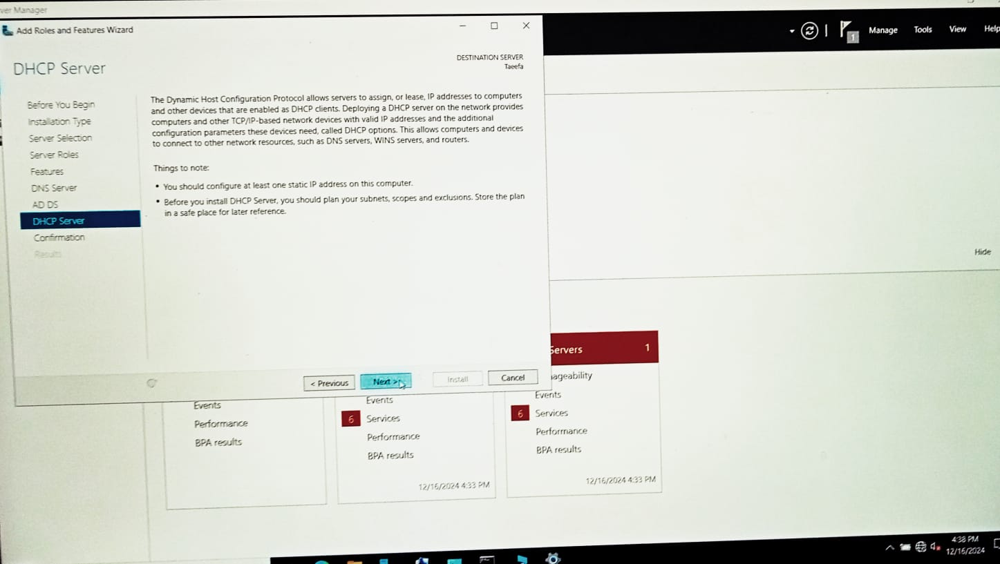 ver Manager
Add Roles and Features Wizard
1
Manage
Tools
View
Help
DHCP Server
DESTINATION SERVER
Taeefa
Before You Begin
Installation Type
Server Selection
Server Roles
Features
DNS Server
AD DS
DHCP Server
Confirmation
Results
The Dynamic Host Configuration Protocol allows servers to assign, or lease, IP addresses to computers
and other devices that are enabled as DHCP clients. Deploying a DHCP server on the network provides
computers and other TCP/IP-based network devices with valid IP addresses and the additional
configuration parameters these devices need, called DHCP options. This allows computers and devices
to connect to other network resources, such as DNS servers, WINS servers, and routers.
Things to note:
• You should configure at least one static IP address on this computer.
• Before you install DHCP Server, you should plan your subnets, scopes and exclusions. Store the plan
in a safe place for later reference.
< Previous
Next >
Install
Cancel
Hide
Servers 1
ageability
Events
Performance
BPA results
Events
6 Services
Performance
BPA results
12/16/2024 4:33 PM
Events
6 Services
Performance
BPA results
12/16/2024 4:33 PM
4:38 PM
12/16/2024